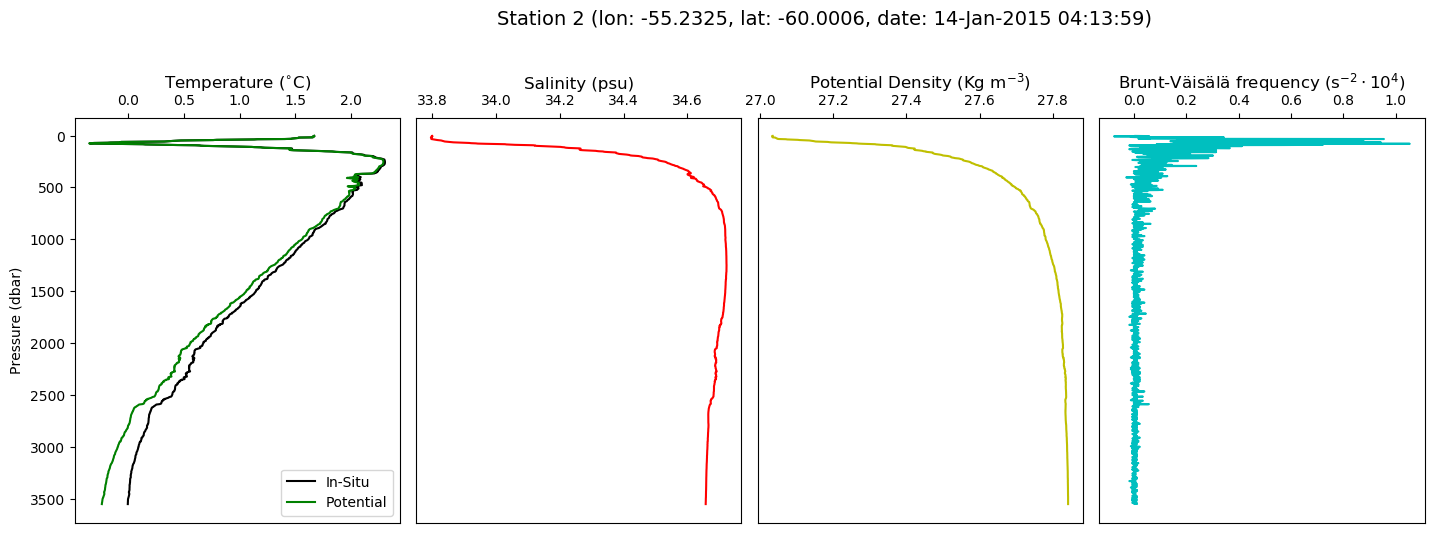 Station 2 (lon: -55.2325, lat: -60.0006, date: 14-Jan-2015 04:13:59)
Temperature (°C)
0.0 0.5 1.0 1.5 2.0
Salinity (psu)
33.8 34.0 34.2 34.4 34.6
Potential Density (Kg m⁻³)
27.0 27.2 27.4 27.6 27.8
Brunt-Väisälä frequency (s⁻² · 10⁴)
0.0 0.2 0.4 0.6 0.8 1.0
Pressure (dbar)
0
500
1000
1500
2000
2500
3000
3500
In-Situ
Potential